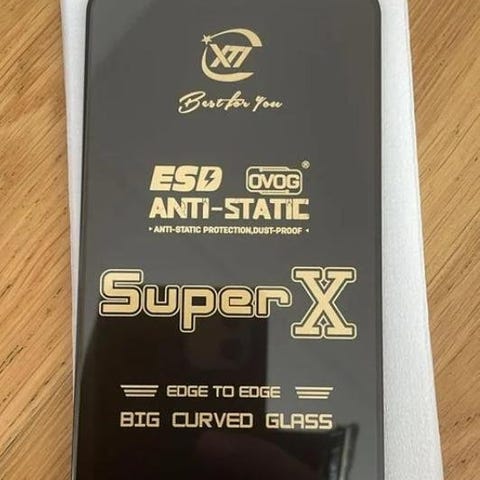 XM
Best for You
ESD OVOG®
ANTI-STATIC
• ANTI-STATIC PROTECTION,DUST-PROOF •
Super X
EDGE TO EDGE
BIG CURVED GLASS